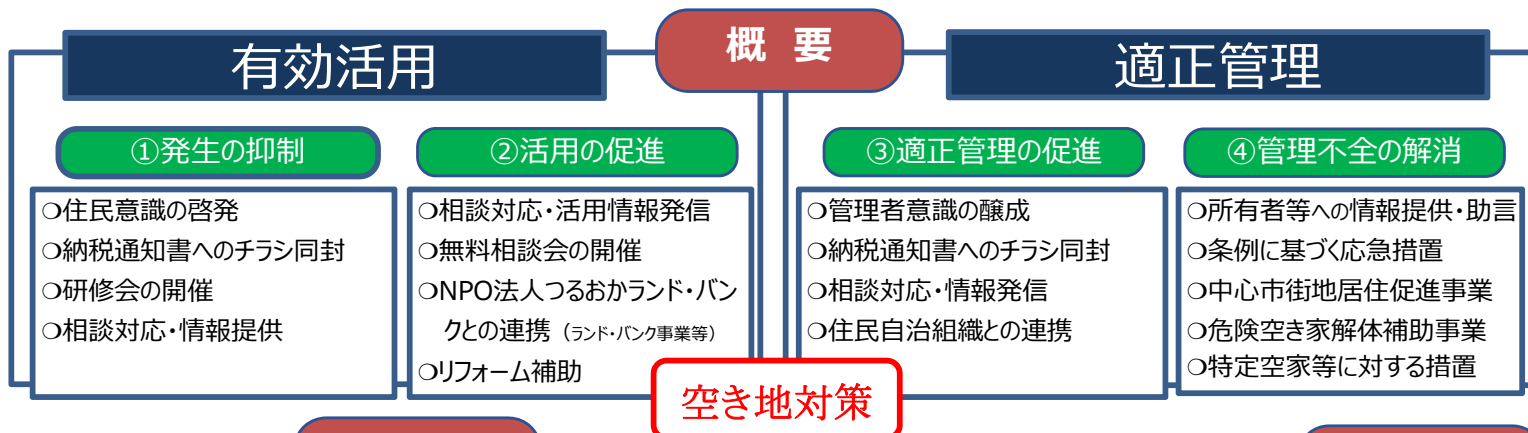 概 要
有効活用
①発生の抑制
❍住民意識の啓発
❍納税通知書へのチラシ同封
❍研修会の開催
❍相談対応・情報提供
②活用の促進
❍相談対応・活用情報発信
❍無料相談会の開催
❍NPO法人つるおかランド・バン
クとの連携（ランド・バンク事業等）
❍リフォーム補助
適正管理
③適正管理の促進
❍管理者意識の醸成
❍納税通知書へのチラシ同封
❍相談対応・情報発信
❍住民自治組織との連携
④管理不全の解消
❍所有者等への情報提供・助言
❍条例に基づく応急措置
❍中心市街地居住促進事業
❍危険空き家解体補助事業
❍特定空家等に対する措置
空き地対策